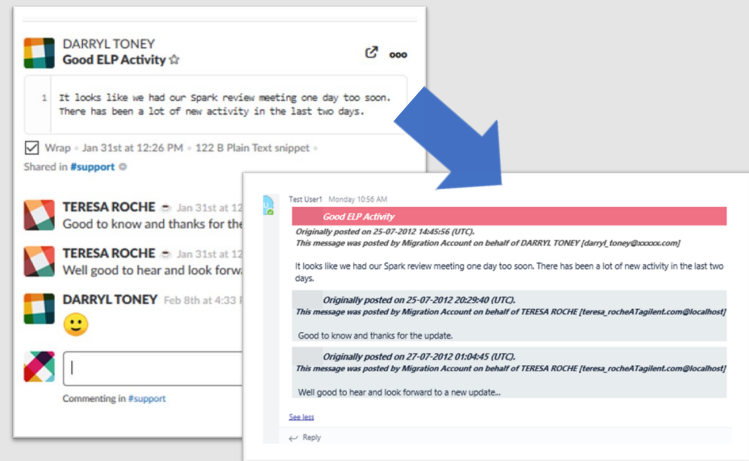 DARRYL TONEY
Good ELP Activity
1 It looks like we had our Spark review meeting one day too soon.
There has been a lot of new activity in the last two days.
Wrap • Jan 31st at 12:26 PM • 122 B Plain Text snippet •
Shared in #support
TERESA ROCHE Jan 31st at 12
Good to know and thanks for the
TERESA ROCHE Jan 31st at 12
Well good to hear and look forw
DARRYL TONEY Feb 8th at 4:33
Commenting in #support
Test User1 Monday 10:56 AM
Good ELP Activity
Originally posted on 25-07-2012 14:45:56 (UTC).
This message was posted by Migration Account on behalf of DARRYL TONEY [darryl_toney@xxxxx.com]
It looks like we had our Spark review meeting one day too soon. There has been a lot of new activity in the last two
days.
Originally posted on 25-07-2012 20:29:40 (UTC).
This message was posted by Migration Account on behalf of TERESA ROCHE [teresa_rocheATagilent.com@localhost]
Good to know and thanks for the update.
Originally posted on 27-07-2012 01:04:45 (UTC).
This message was posted by Migration Account on behalf of TERESA ROCHE [teresa_rocheATagilent.com@localhost]
Well good to hear and look forward to a new update...
See less
Reply